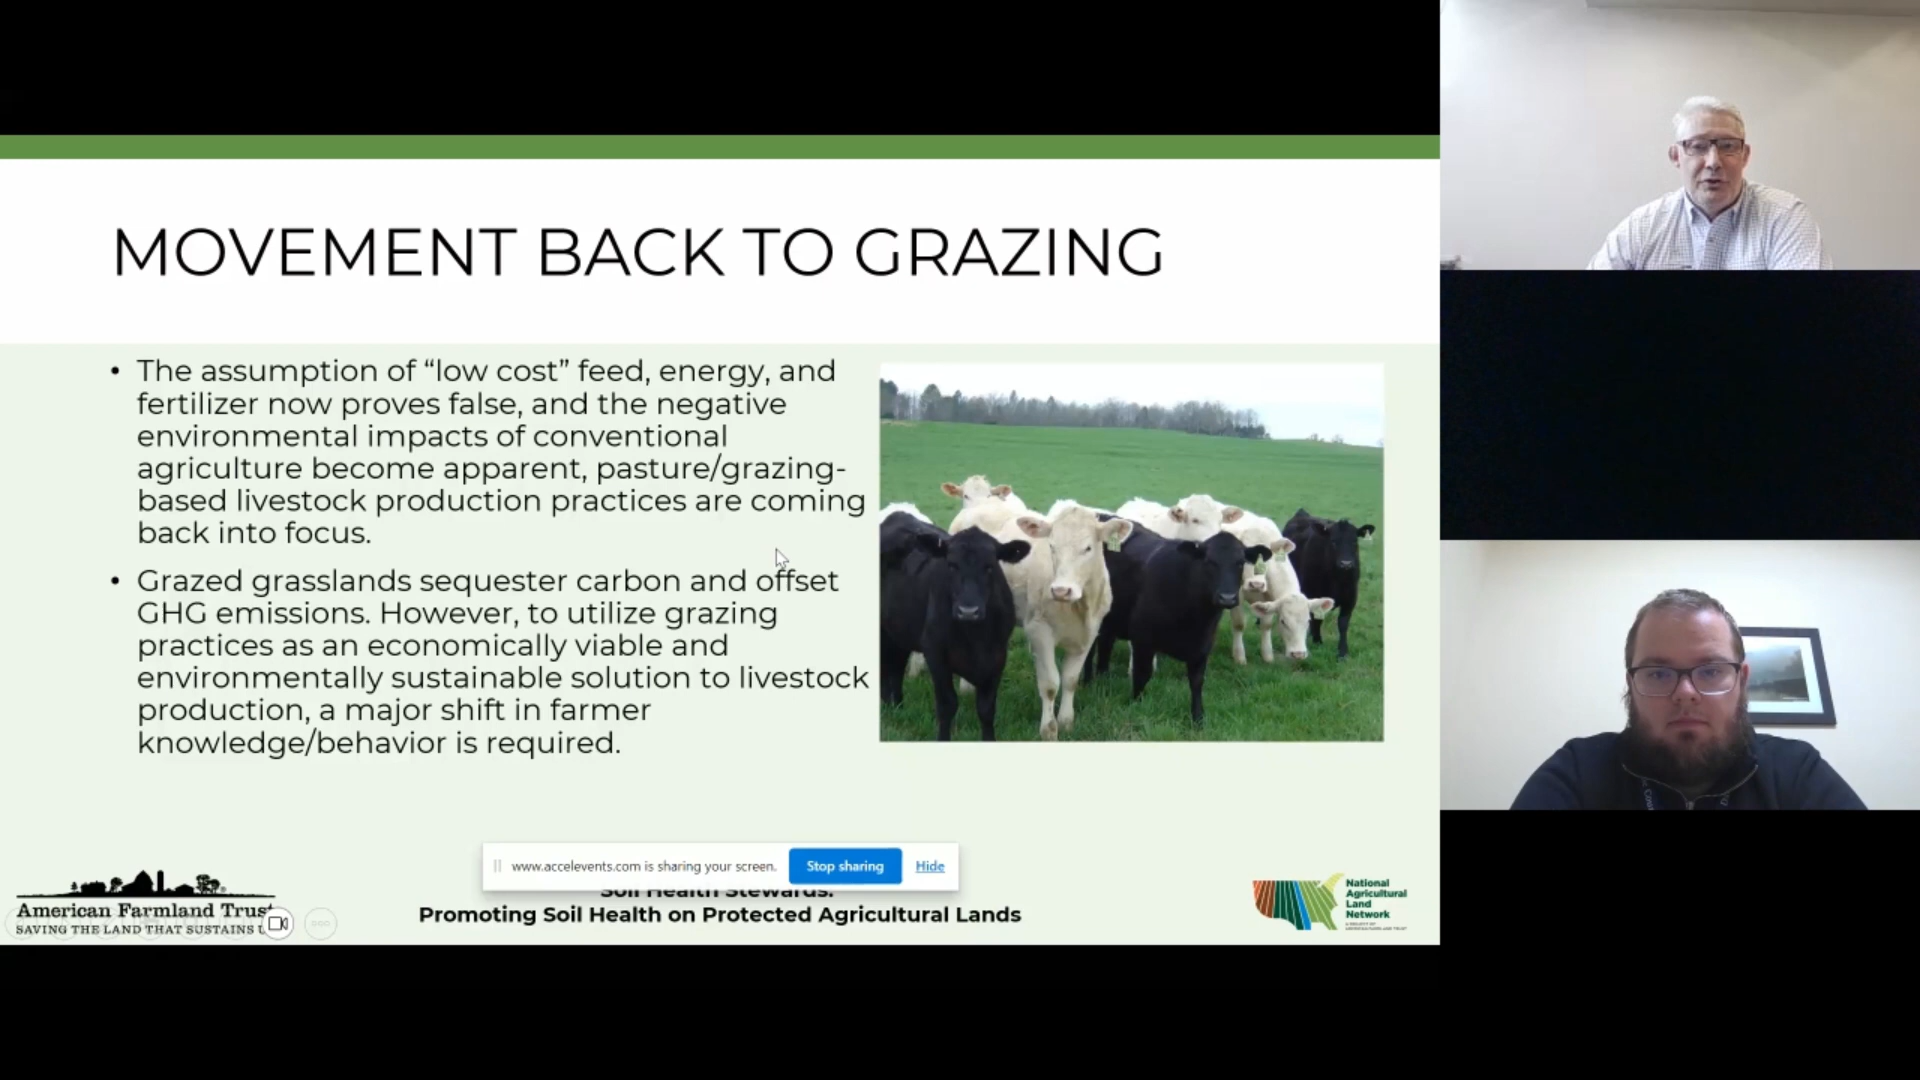 MOVEMENT BACK TO GRAZING
• The assumption of “low cost” feed, energy, and
fertilizer now proves false, and the negative
environmental impacts of conventional
agriculture become apparent, pasture/grazing-
based livestock production practices are coming
back into focus.
• Grazed grasslands sequester carbon and offset
GHG emissions. However, to utilize grazing
practices as an economically viable and
environmentally sustainable solution to livestock
production, a major shift in farmer
knowledge/behavior is required.
www.accelevents.com is sharing your screen. Stop sharing Hide
Soil Health Stewards:
Promoting Soil Health on Protected Agricultural Lands
American Farmland Trust
SAVING THE LAND THAT SUSTAINS
National
Agricultural
Land
Network